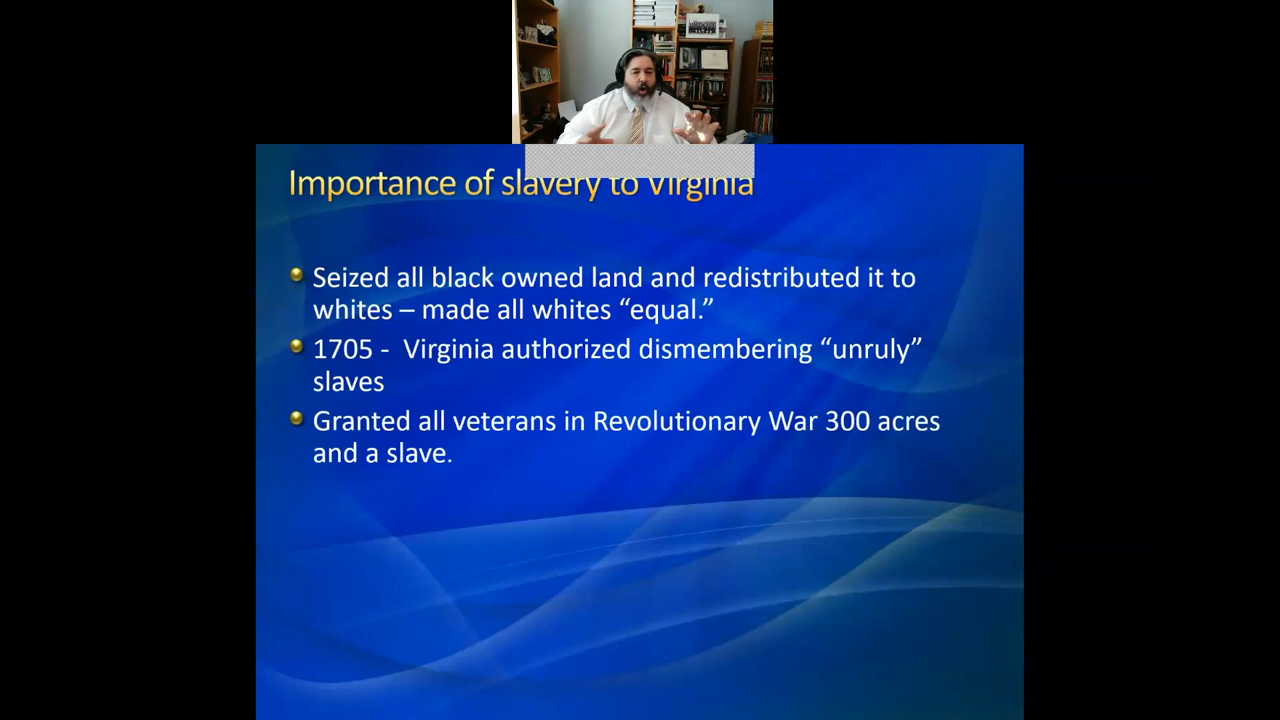 Importance of slavery to Virginia
Seized all black owned land and redistributed it to
whites – made all whites “equal.”
1705 -  Virginia authorized dismembering “unruly”
slaves
Granted all veterans in Revolutionary War 300 acres
and a slave.